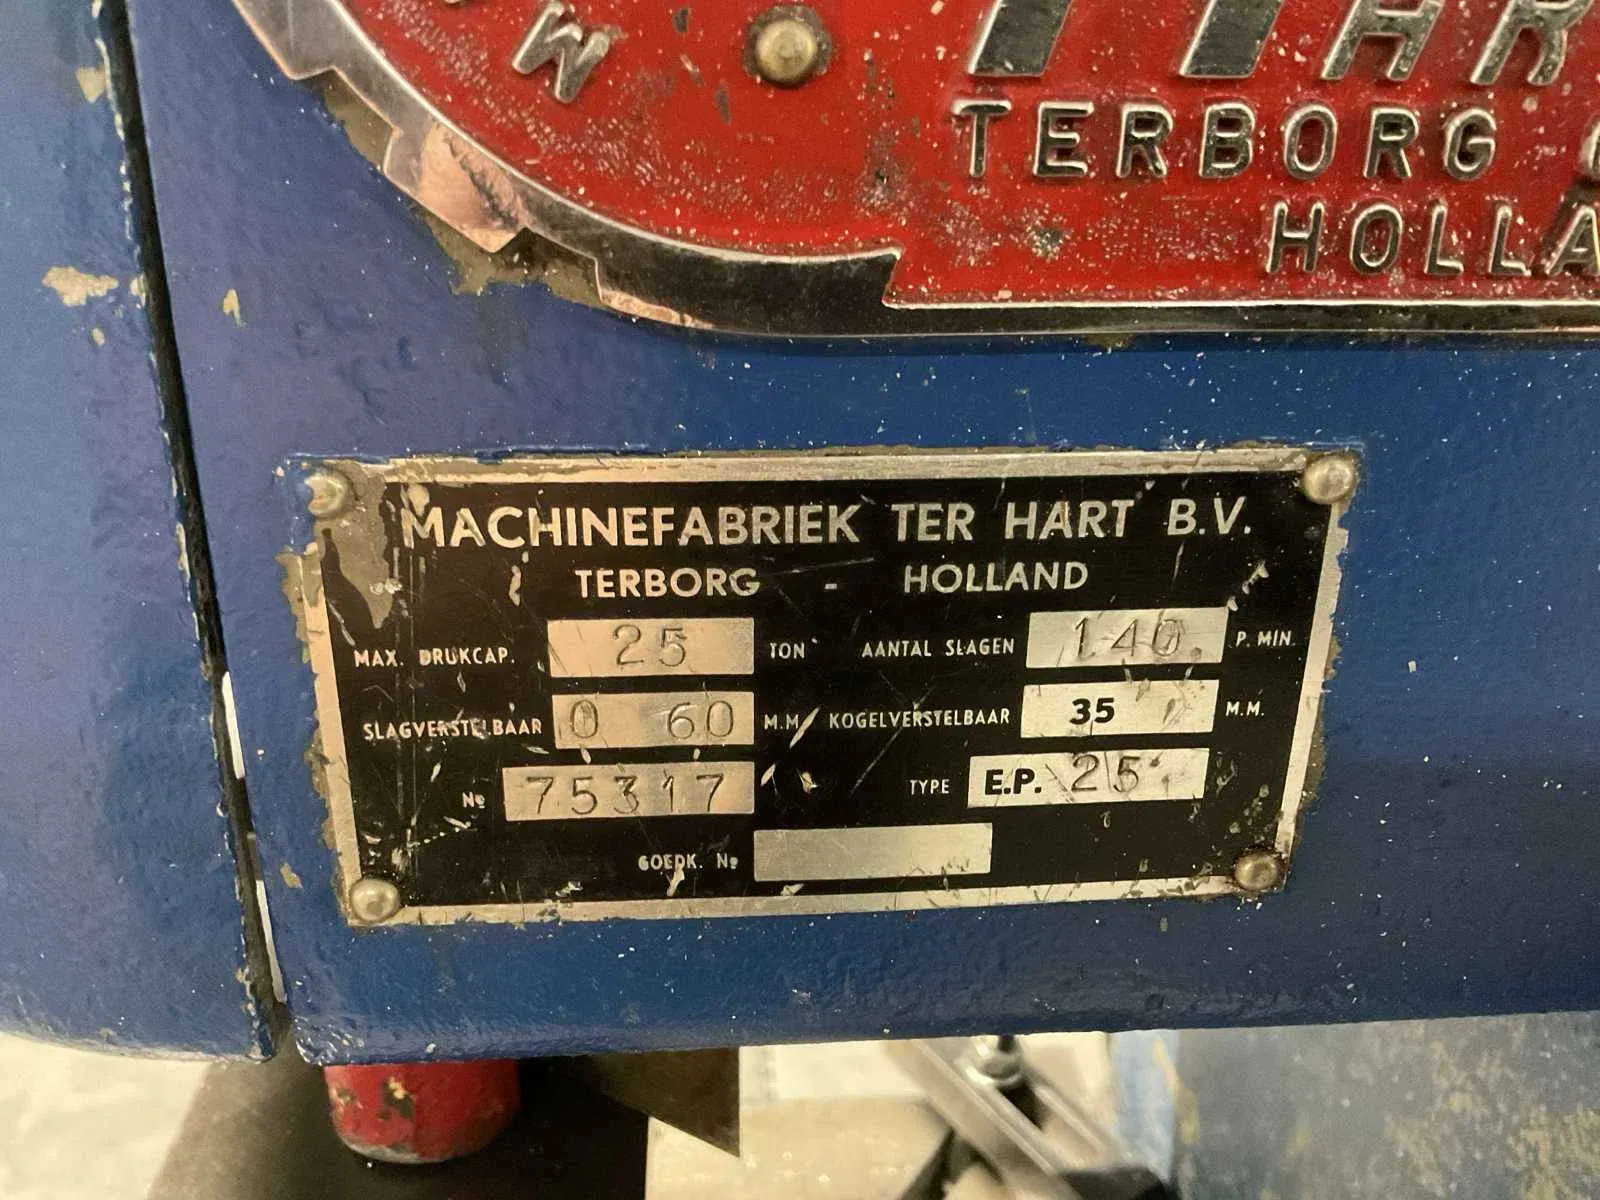 M
HAR
TERBORG
HOLLA
MACHINEFABRIEK TER HART B.V.
TERBORG - HOLLAND
MAX. DRUKCAP. 25 TON AANTAL SLAGEN 140 P. MIN.
SLAGVERSTELBAAR 0 60 M.M. KOGELVERSTELBAAR 35 M.M.
No 75317 TYPE E.P. 25
GOEDK. No